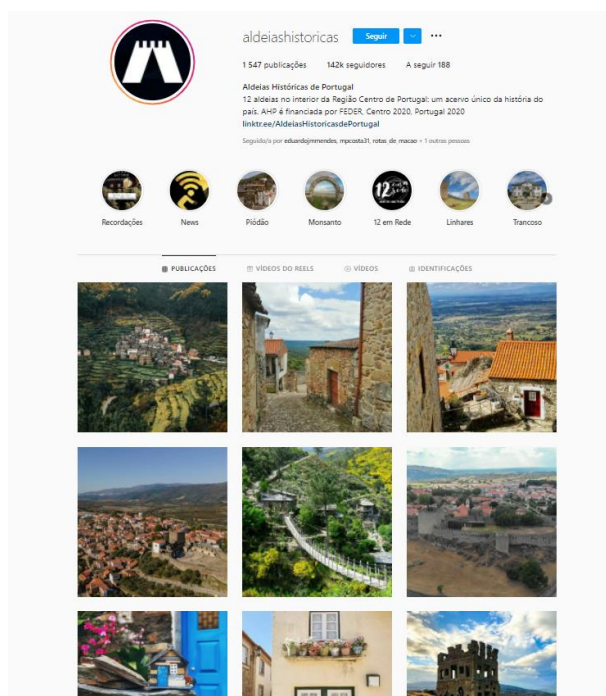 aldeiashistoricas Seguir
1 547 publicações 142k seguidores A seguir 188
Aldeias Históricas de Portugal
12 aldeias no interior da Região Centro de Portugal: um acervo único da história do
país. AHP é financiada por FEDER, Centro 2020, Portugal 2020
linktr.ee/AldeiasHistoricasdePortugal
Seguido/a por eduardojmmendes, mpcosta31, rotas_de_macao + 1 outras pessoas
Recordações News Piódão Monsanto 12 em Rede Linhares Trancoso
PUBLICAÇÕES VÍDEOS DO REELS VÍDEOS IDENTIFICAÇÕES